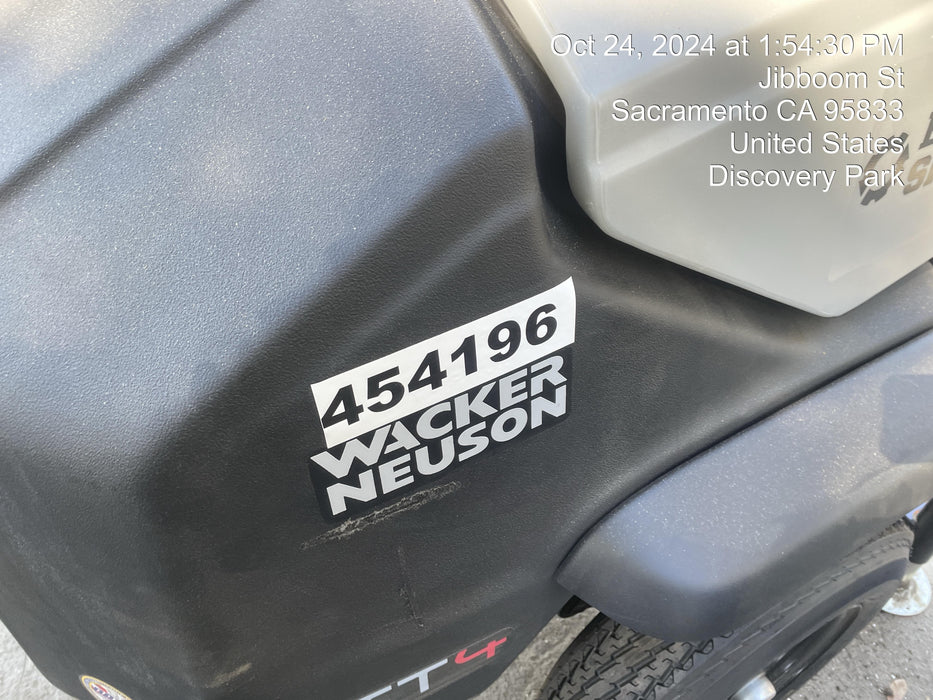 Oct 24, 2024 at 1:54:30 PM
Jibboom St
Sacramento CA 95833
United States
Discovery Park
454196
WACKER
NEUSON